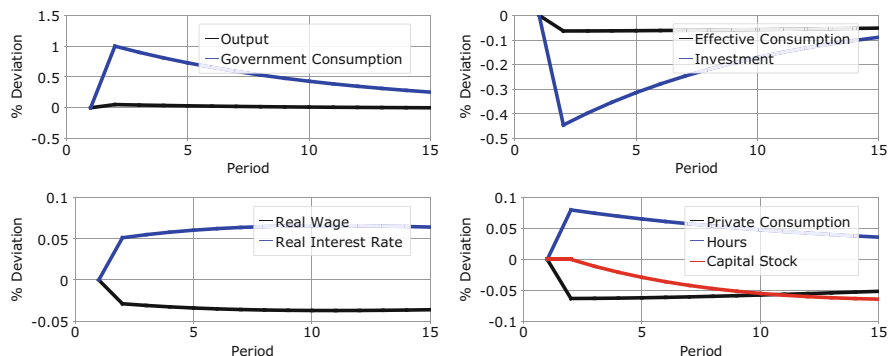 1.5
1
0.5
0
-0.5
% Deviation
Output
Government Consumption
0 5 10 15
Period
0
-0.1
-0.2
-0.3
-0.4
-0.5
% Deviation
Effective Consumption
Investment
0 5 10 15
Period
0.1
0.05
0
-0.05
% Deviation
Real Wage
Real Interest Rate
0 5 10 15
Period
0.1
0.05
0
-0.05
-0.1
% Deviation
Private Consumption
Hours
Capital Stock
0 5 10 15
Period